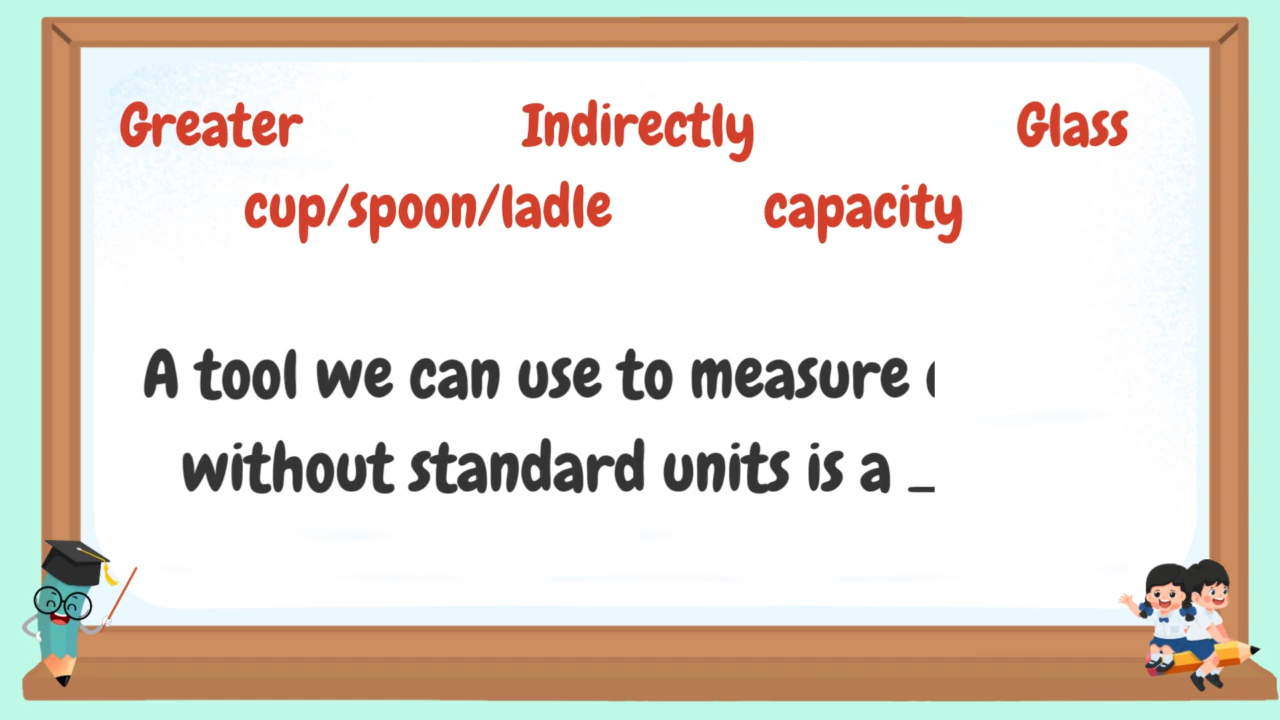 Greater Indirectly Glass
cup/spoon/ladle capacity
A tool we can use to measure
without standard units is a _